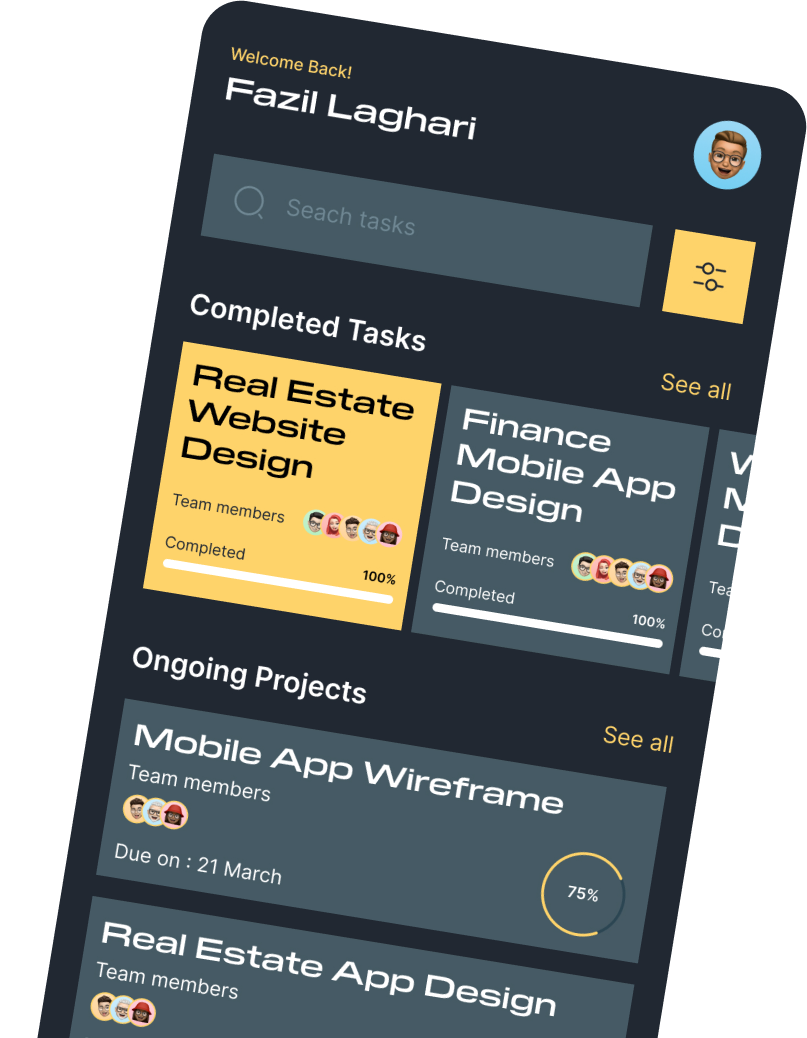 Welcome Back!
Fazil Laghari
Seach tasks
Completed Tasks
See all
Real Estate
Website
Design
Team members
Completed
100%
Finance
Mobile App
Design
Team members
Completed
100%
Ongoing Projects
See all
Mobile App Wireframe
Team members
Due on : 21 March
75%
Real Estate App Design
Team members